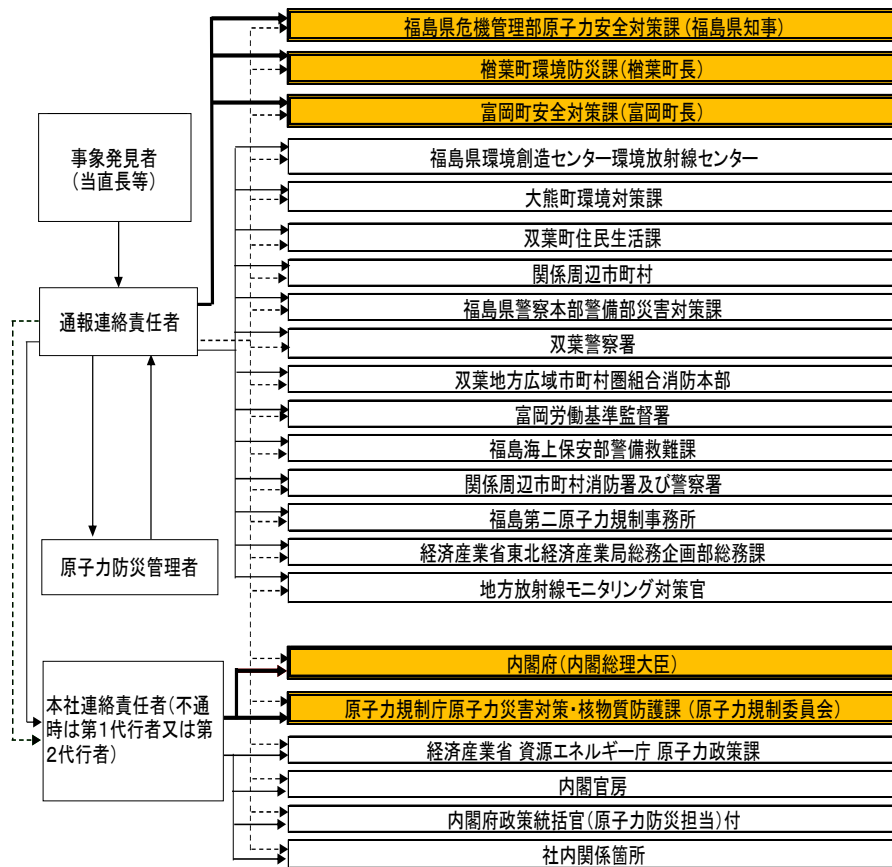 福島県危機管理部原子力安全対策課(福島県知事)
楢葉町環境防災課(楢葉町長)
富岡町安全対策課(富岡町長)
事象発見者
(当直長等)
福島県環境創造センター環境放射線センター
大熊町環境対策課
双葉町住民生活課
関係周辺市町村
通報連絡責任者
福島県警察本部警備部災害対策課
双葉警察署
双葉地方広域市町村圏組合消防本部
富岡労働基準監督署
福島海上保安部警備救難課
関係周辺市町村消防署及び警察署
福島第二原子力規制事務所
原子力防災管理者
経済産業省東北経済産業局総務企画部総務課
地方放射線モニタリング対策官
内閣府(内閣総理大臣)
本社連絡責任者(不通
時は第1代行者又は第
2代行者)
原子力規制庁原子力災害対策・核物質防護課(原子力規制委員会)
経済産業省 資源エネルギー庁 原子力政策課
内閣官房
内閣府政策統括官(原子力防災担当)付
社内関係箇所